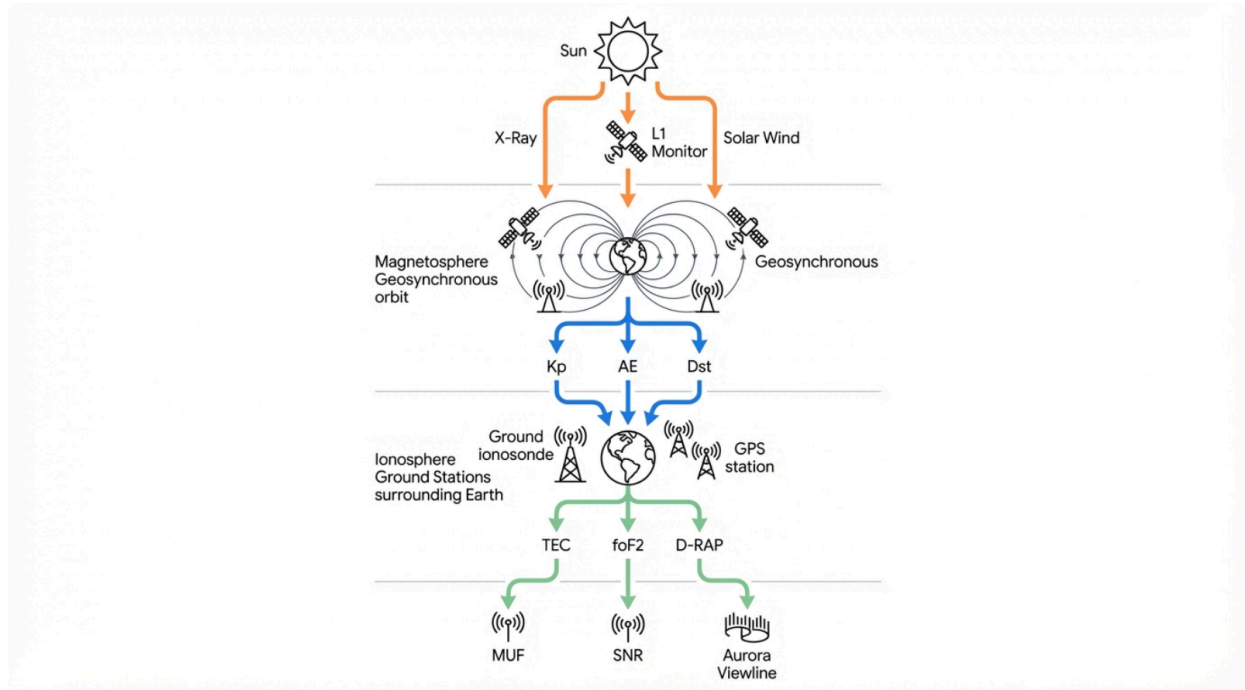 Sun
X-Ray
L1
Monitor
Solar Wind
Magnetosphere
Geosynchronous
orbit
Geosynchronous
Kp
AE
Dst
Ground
ionosonde
GPS
station
Ionosphere
Ground Stations
surrounding Earth
TEC
foF2
D-RAP
MUF
SNR
Aurora
Viewline